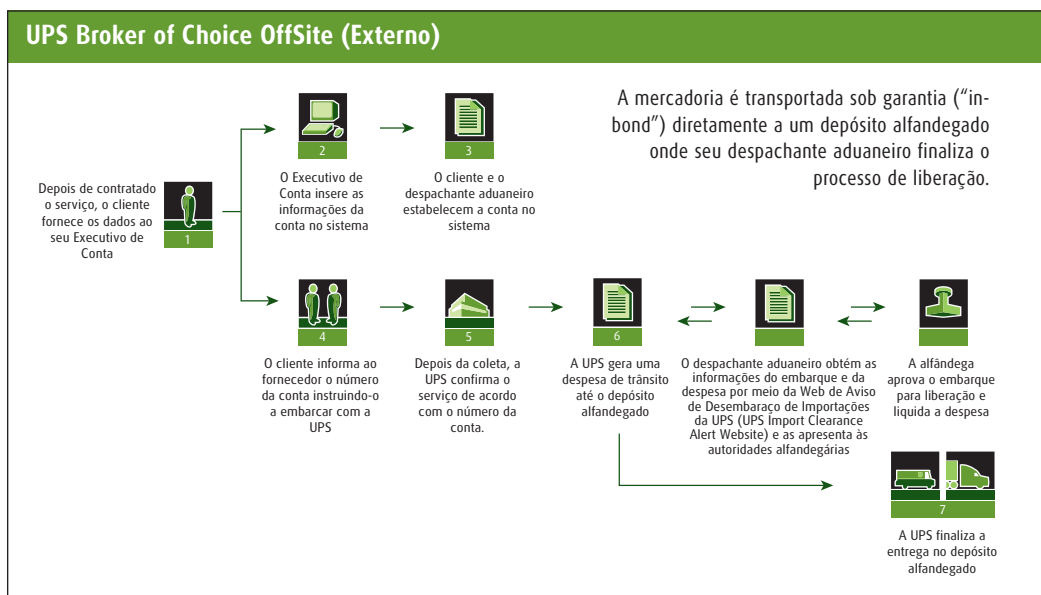 UPS Broker of Choice OffSite (Externo)
A mercadoria é transportada sob garantia (“in-
bond”) diretamente a um depósito alfandegado
onde seu despachante aduaneiro finaliza o
processo de liberação.
Depois de contratado
o serviço, o cliente
fornece os dados ao
seu Executivo de
Conta
1
2
O Executivo de
Conta insere as
informações da
conta no sistema
3
O cliente e o
despachante aduaneiro
estabelecem a conta no
sistema
4
O cliente informa ao
fornecedor o número
da conta instruindo-o
a embarcar com a
UPS
5
Depois da coleta, a
UPS confirma o
serviço de acordo
com o número da
conta.
6
A UPS gera uma
despesa de trânsito
até o depósito
alfandegado
O despachante aduaneiro obtém as
informações do embarque e da
despesa por meio da Web de Aviso
de Desembaraço de Importações
da UPS (UPS Import Clearance
Alert Website) e as apresenta às
autoridades alfandegárias
A alfândega
aprova o embarque
para liberação e
liquida a despesa
7
A UPS finaliza a
entrega no depósito
alfandegado